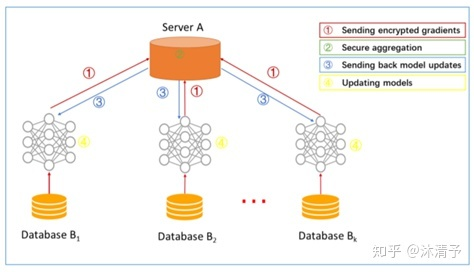 Server A
① Sending encrypted gradients
② Secure aggregation
③ Sending back model updates
④ Updating models
①
①
①
②
③
③
③
④
④
④
Database B1
Database B2
Database Bk
知乎 @沐清予